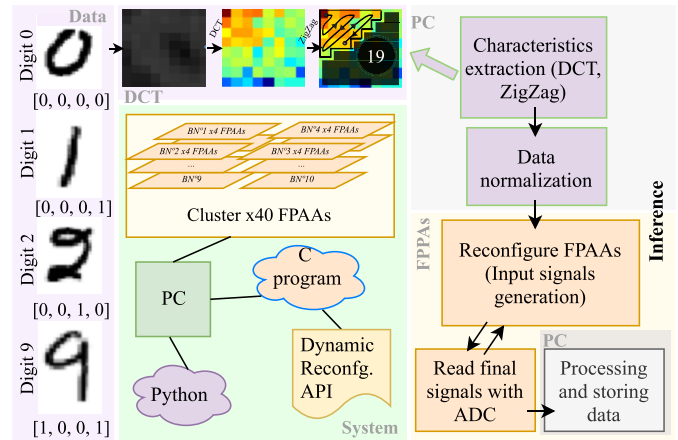 Data
Digit 0
[0, 0, 0, 0]
Digit 1
[0, 0, 0, 1]
Digit 2
[0, 0, 1, 0]
Digit 9
[1, 0, 0, 1]
DCT
ZigZag
19
DCT
BN°1 x4 FPAAs
BN°4 x4 FPAAs
BN°2 x4 FPAAs
BN°3 x4 FPAAs
...
...
BN°9
BN°10
Cluster x40 FPAAs
PC
C
program
Python
Dynamic
Reconfg.
API
System
PC
Characteristics
extraction (DCT,
ZigZag)
Data
normalization
Inference
FPPAs
Reconfigure FPAAs
(Input signals
generation)
Read final
signals with
ADC
PC
Processing
and storing
data